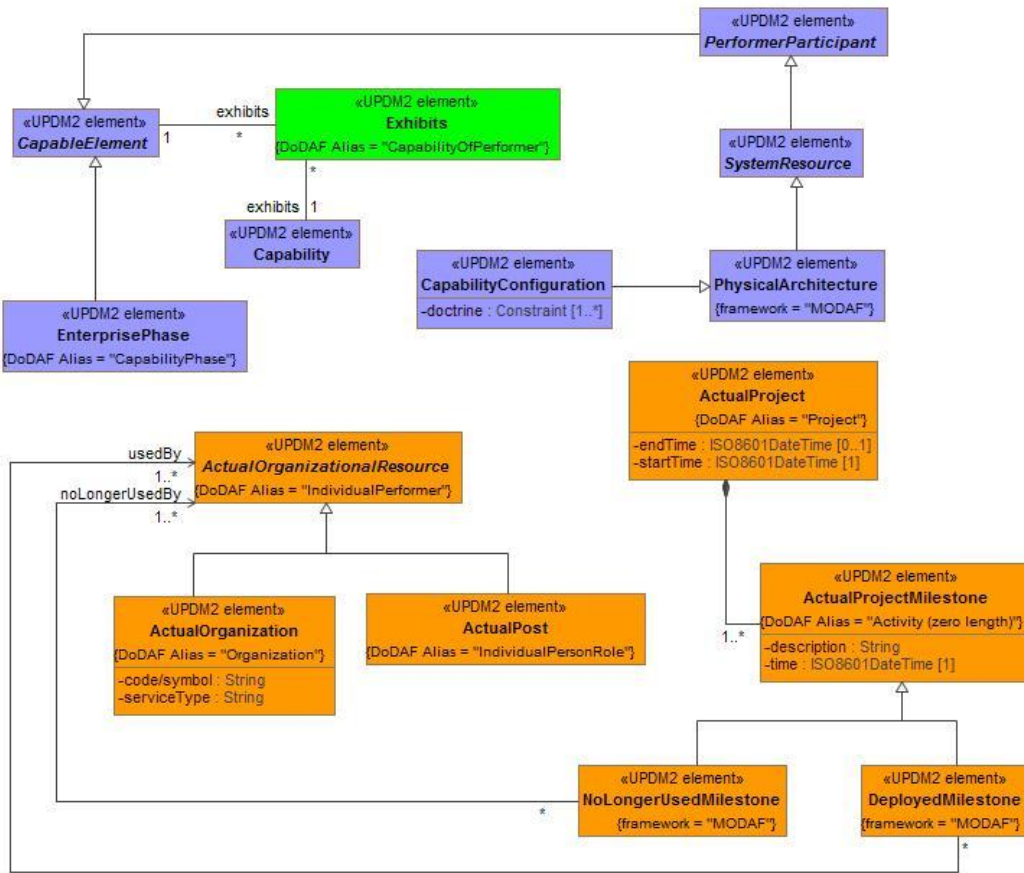 «UPDM2 element»
PerformerParticipant
«UPDM2 element»
CapableElement
1
exhibits
*
«UPDM2 element»
Exhibits
{DoDAF Alias = "CapabilityOfPerformer"}
*
exhibits
1
«UPDM2 element»
Capability
«UPDM2 element»
SystemResource
«UPDM2 element»
CapabilityConfiguration
-doctrine : Constraint [1..*]
«UPDM2 element»
PhysicalArchitecture
{framework = "MODAF"}
«UPDM2 element»
EnterprisePhase
{DoDAF Alias = "CapabilityPhase"}
«UPDM2 element»
ActualProject
{DoDAF Alias = "Project"}
-endTime : ISO8601DateTime [0..1]
-startTime : ISO8601DateTime [1]
usedBy
1..*
noLongerUsedBy
1..*
«UPDM2 element»
ActualOrganizationalResource
{DoDAF Alias = "IndividualPerformer"}
«UPDM2 element»
ActualOrganization
{DoDAF Alias = "Organization"}
-code/symbol : String
-serviceType : String
«UPDM2 element»
ActualPost
{DoDAF Alias = "IndividualPersonRole"}
1..*
«UPDM2 element»
ActualProjectMilestone
{DoDAF Alias = "Activity (zero length)"}
-description : String
-time : ISO8601DateTime [1]
«UPDM2 element»
NoLongerUsedMilestone
{framework = "MODAF"}
*
«UPDM2 element»
DeployedMilestone
{framework = "MODAF"}
*